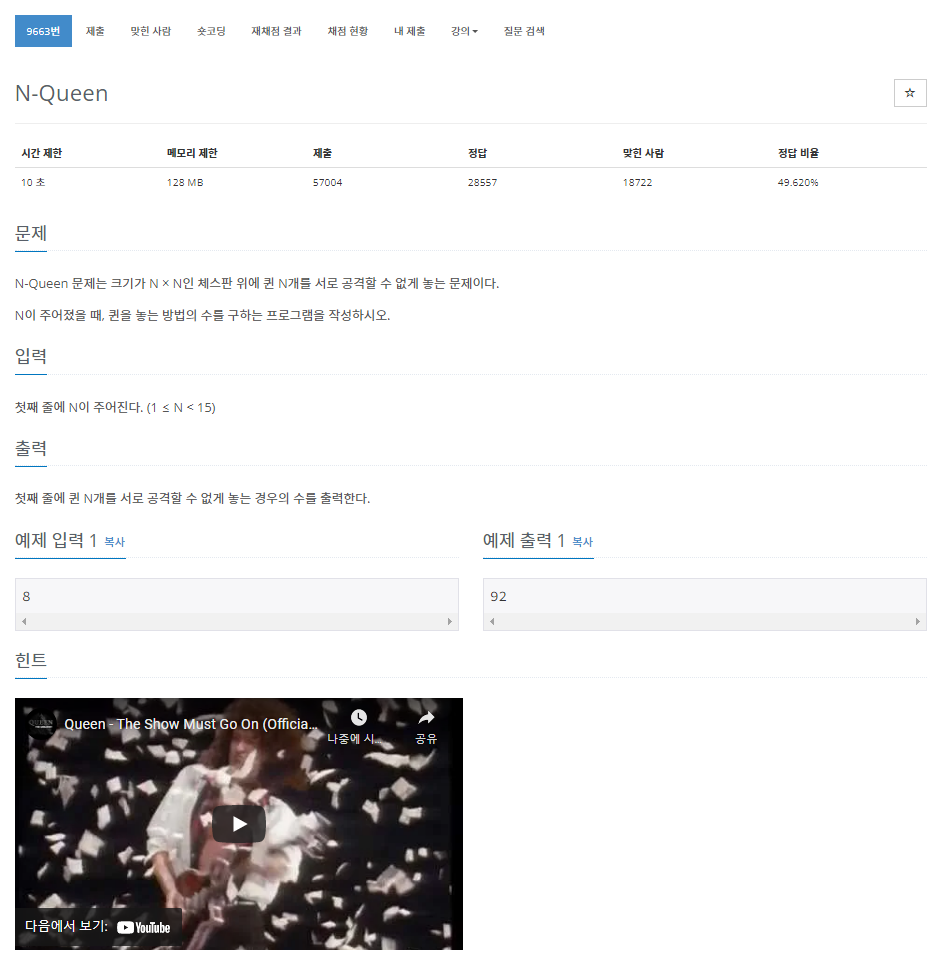 9663번 제출 맞힌 사람 숏코딩 재채점 결과 채점 현황 내 제출 강의 질문 검색
N-Queen
☆
시간 제한 메모리 제한 제출 정답 맞힌 사람 정답 비율
10 초 128 MB 57004 28557 18722 49.620%
문제
N-Queen 문제는 크기가 N × N인 체스판 위에 퀸 N개를 서로 공격할 수 없게 놓는 문제이다.
N이 주어졌을 때, 퀸을 놓는 방법의 수를 구하는 프로그램을 작성하시오.
입력
첫째 줄에 N이 주어진다. (1 ≤ N < 15)
출력
첫째 줄에 퀸 N개를 서로 공격할 수 없게 놓는 경우의 수를 출력한다.
예제 입력 1 복사 예제 출력 1 복사
8 92
힌트
QUEEN Queen - The Show Must Go On (Officia...
나중에 시... 공유
다음에서 보기: YouTube